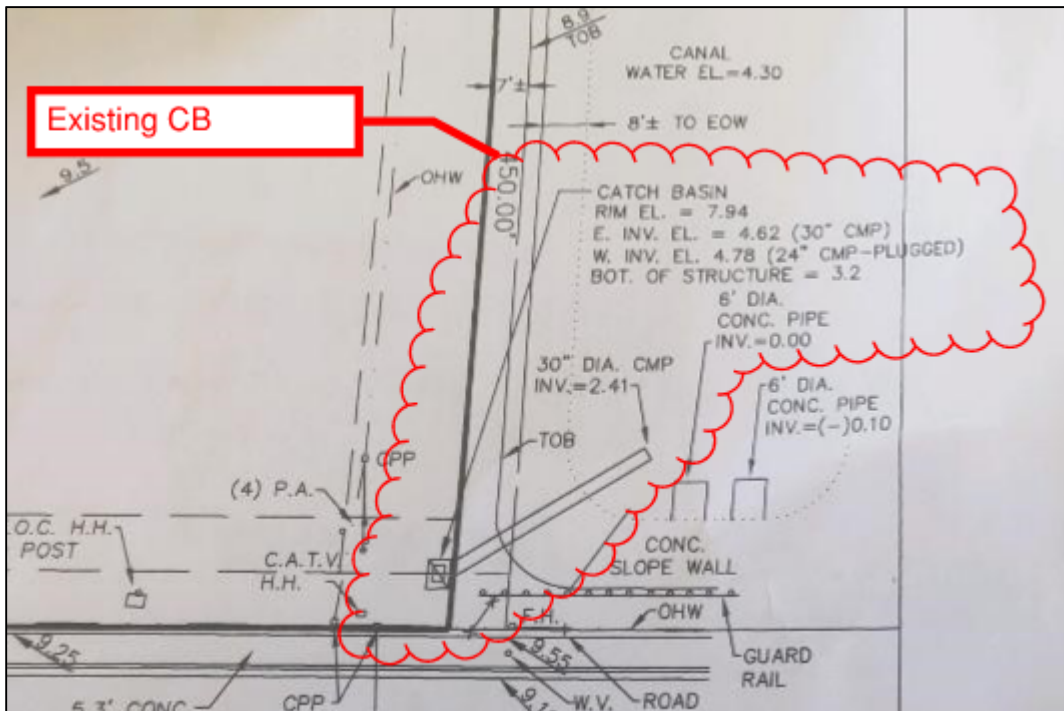 8.9
TOB
CANAL
WATER EL.=4.30
7'±
Existing CB
8'± TO EOW
9.5
OHW
450.00'
CATCH BASIN
RIM EL. = 7.94
E. INV. EL. = 4.62 (30" CMP)
W. INV. EL. 4.78 (24" CMP-PLUGGED)
BOT. OF STRUCTURE = 3.2
6' DIA.
CONC. PIPE
INV.=0.00
30" DIA. CMP
INV.=2.41
6' DIA.
CONC. PIPE
INV.=(-)0.10
TOB
CPP
(4) P.A.
.O.C. H.H.
POST
C.A.T.V.
H.H.
CONC.
SLOPE WALL
F.H.
OHW
9.25
9.55
GUARD
RAIL
5.3' CONC
CPP
W.V.
ROAD
9.1